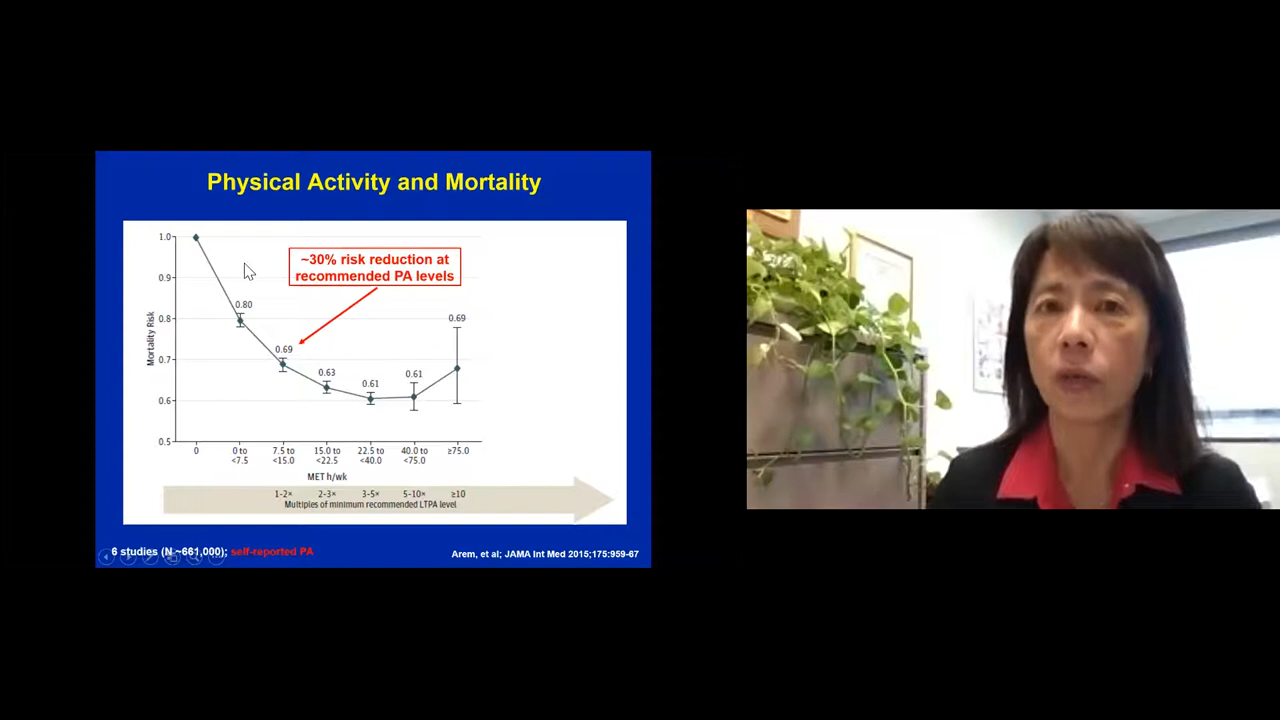 Physical Activity and Mortality
1.0
0.9
0.8
0.7
0.6
0.5
Mortality Risk
~30% risk reduction at
recommended PA levels
0.80
0.69
0.63
0.61
0.61
0.69
0
0 to
<7.5
7.5 to
<15.0
15.0 to
<22.5
22.5 to
<40.0
40.0 to
<75.0
≥75.0
MET h/wk
1-2× 2-3× 3-5× 5-10× ≥10
Multiples of minimum recommended LTPA level
6 studies (N ~661,000); self-reported PA
Arem, et al; JAMA Int Med 2015;175:959-67